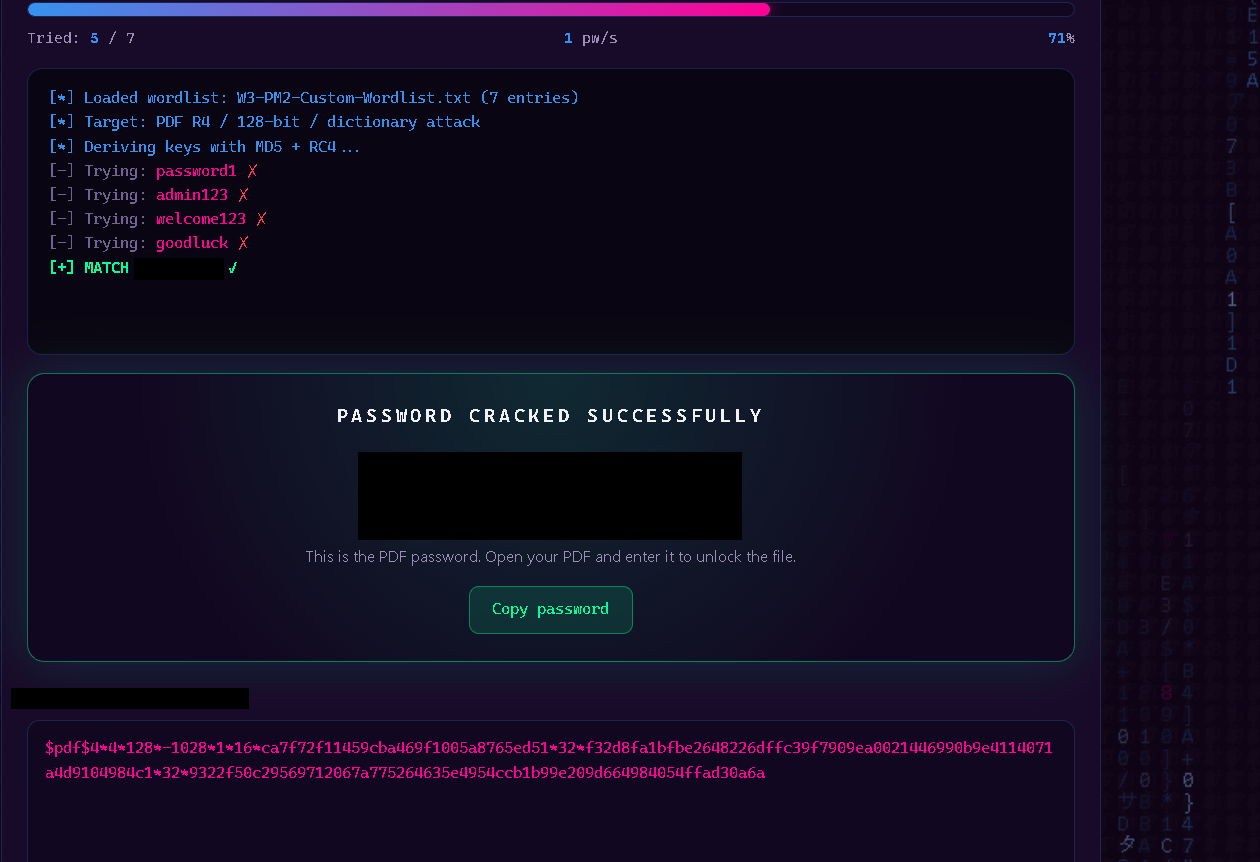 Tried: 5 / 7 1 pw/s 71%
[*] Loaded wordlist: W3-PM2-Custom-Wordlist.txt (7 entries)
[*] Target: PDF R4 / 128-bit / dictionary attack
[*] Deriving keys with MD5 + RC4...
[-] Trying: password1 ✗
[-] Trying: admin123 ✗
[-] Trying: welcome123 ✗
[-] Trying: goodluck ✗
[+] MATCH ✓
PASSWORD CRACKED SUCCESSFULLY
This is the PDF password. Open your PDF and enter it to unlock the file.
Copy password
$pdf$4*4*128*-1028*1*16*ca7f72f11459cba469f1005a8765ed51*32*f32d8fa1bfbe2648226dffc39f7909ea0021446990b9e4114071
a4d9104984c1*32*9322f50c29569712067a775264635e4954ccb1b99e209d664984054ffad30a6a